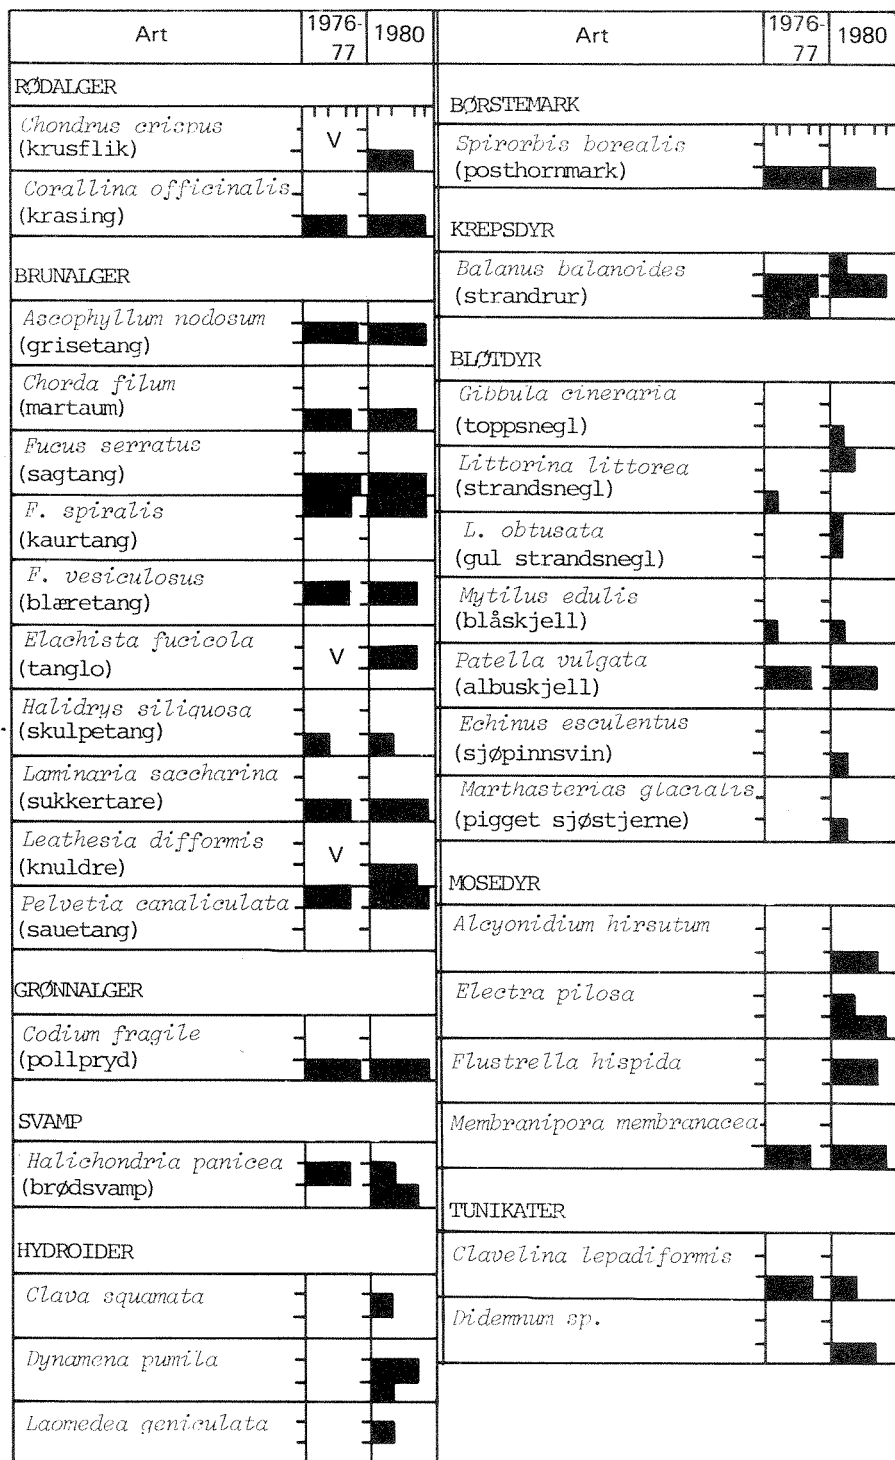 Art 1976-77 1980
RØDALGER
Chondrus crispus V
(krusflik)
Corallina officinalis
(krasing)
BRUNALGER
Ascophyllum nodosum
(grisetang)
Chorda filum
(martaum)
Fucus serratus
(sagtang)
F. spiralis
(kaurtang)
F. vesiculosus
(blæretang)
Elachista fucicola V
(tanglo)
Halidrys siliquosa
(skulpetang)
Laminaria saccharina
(sukkertare)
Leathesia difformis V
(knuldre)
Pelvetia canaliculata
(sauetang)
GRØNNALGER
Codium fragile
(pollpryd)
SVAMP
Halichondria panicea
(brødsvamp)
HYDROIDER
Clava squamata
Dynamena pumila
Laomedea geniculata
Art 1976-77 1980
BØRSTEMARK
Spirorbis borealis
(posthornmark)
KREPSDYR
Balanus balanoides
(strandrur)
BLØTDYR
Gibbula cineraria
(toppsnegl)
Littorina littorea
(strandsnegl)
L. obtusata
(gul strandsnegl)
Mytilus edulis
(blåskjell)
Patella vulgata
(albuskjell)
Echinus esculentus
(sjøpinnsvin)
Marthasterias glacialis
(pigget sjøstjerne)
MOSEDYR
Alcyonidium hirsutum
Electra pilosa
Flustrella hispida
Membranipora membranacea
TUNIKATER
Clavelina lepadiformis
Didemnum sp.